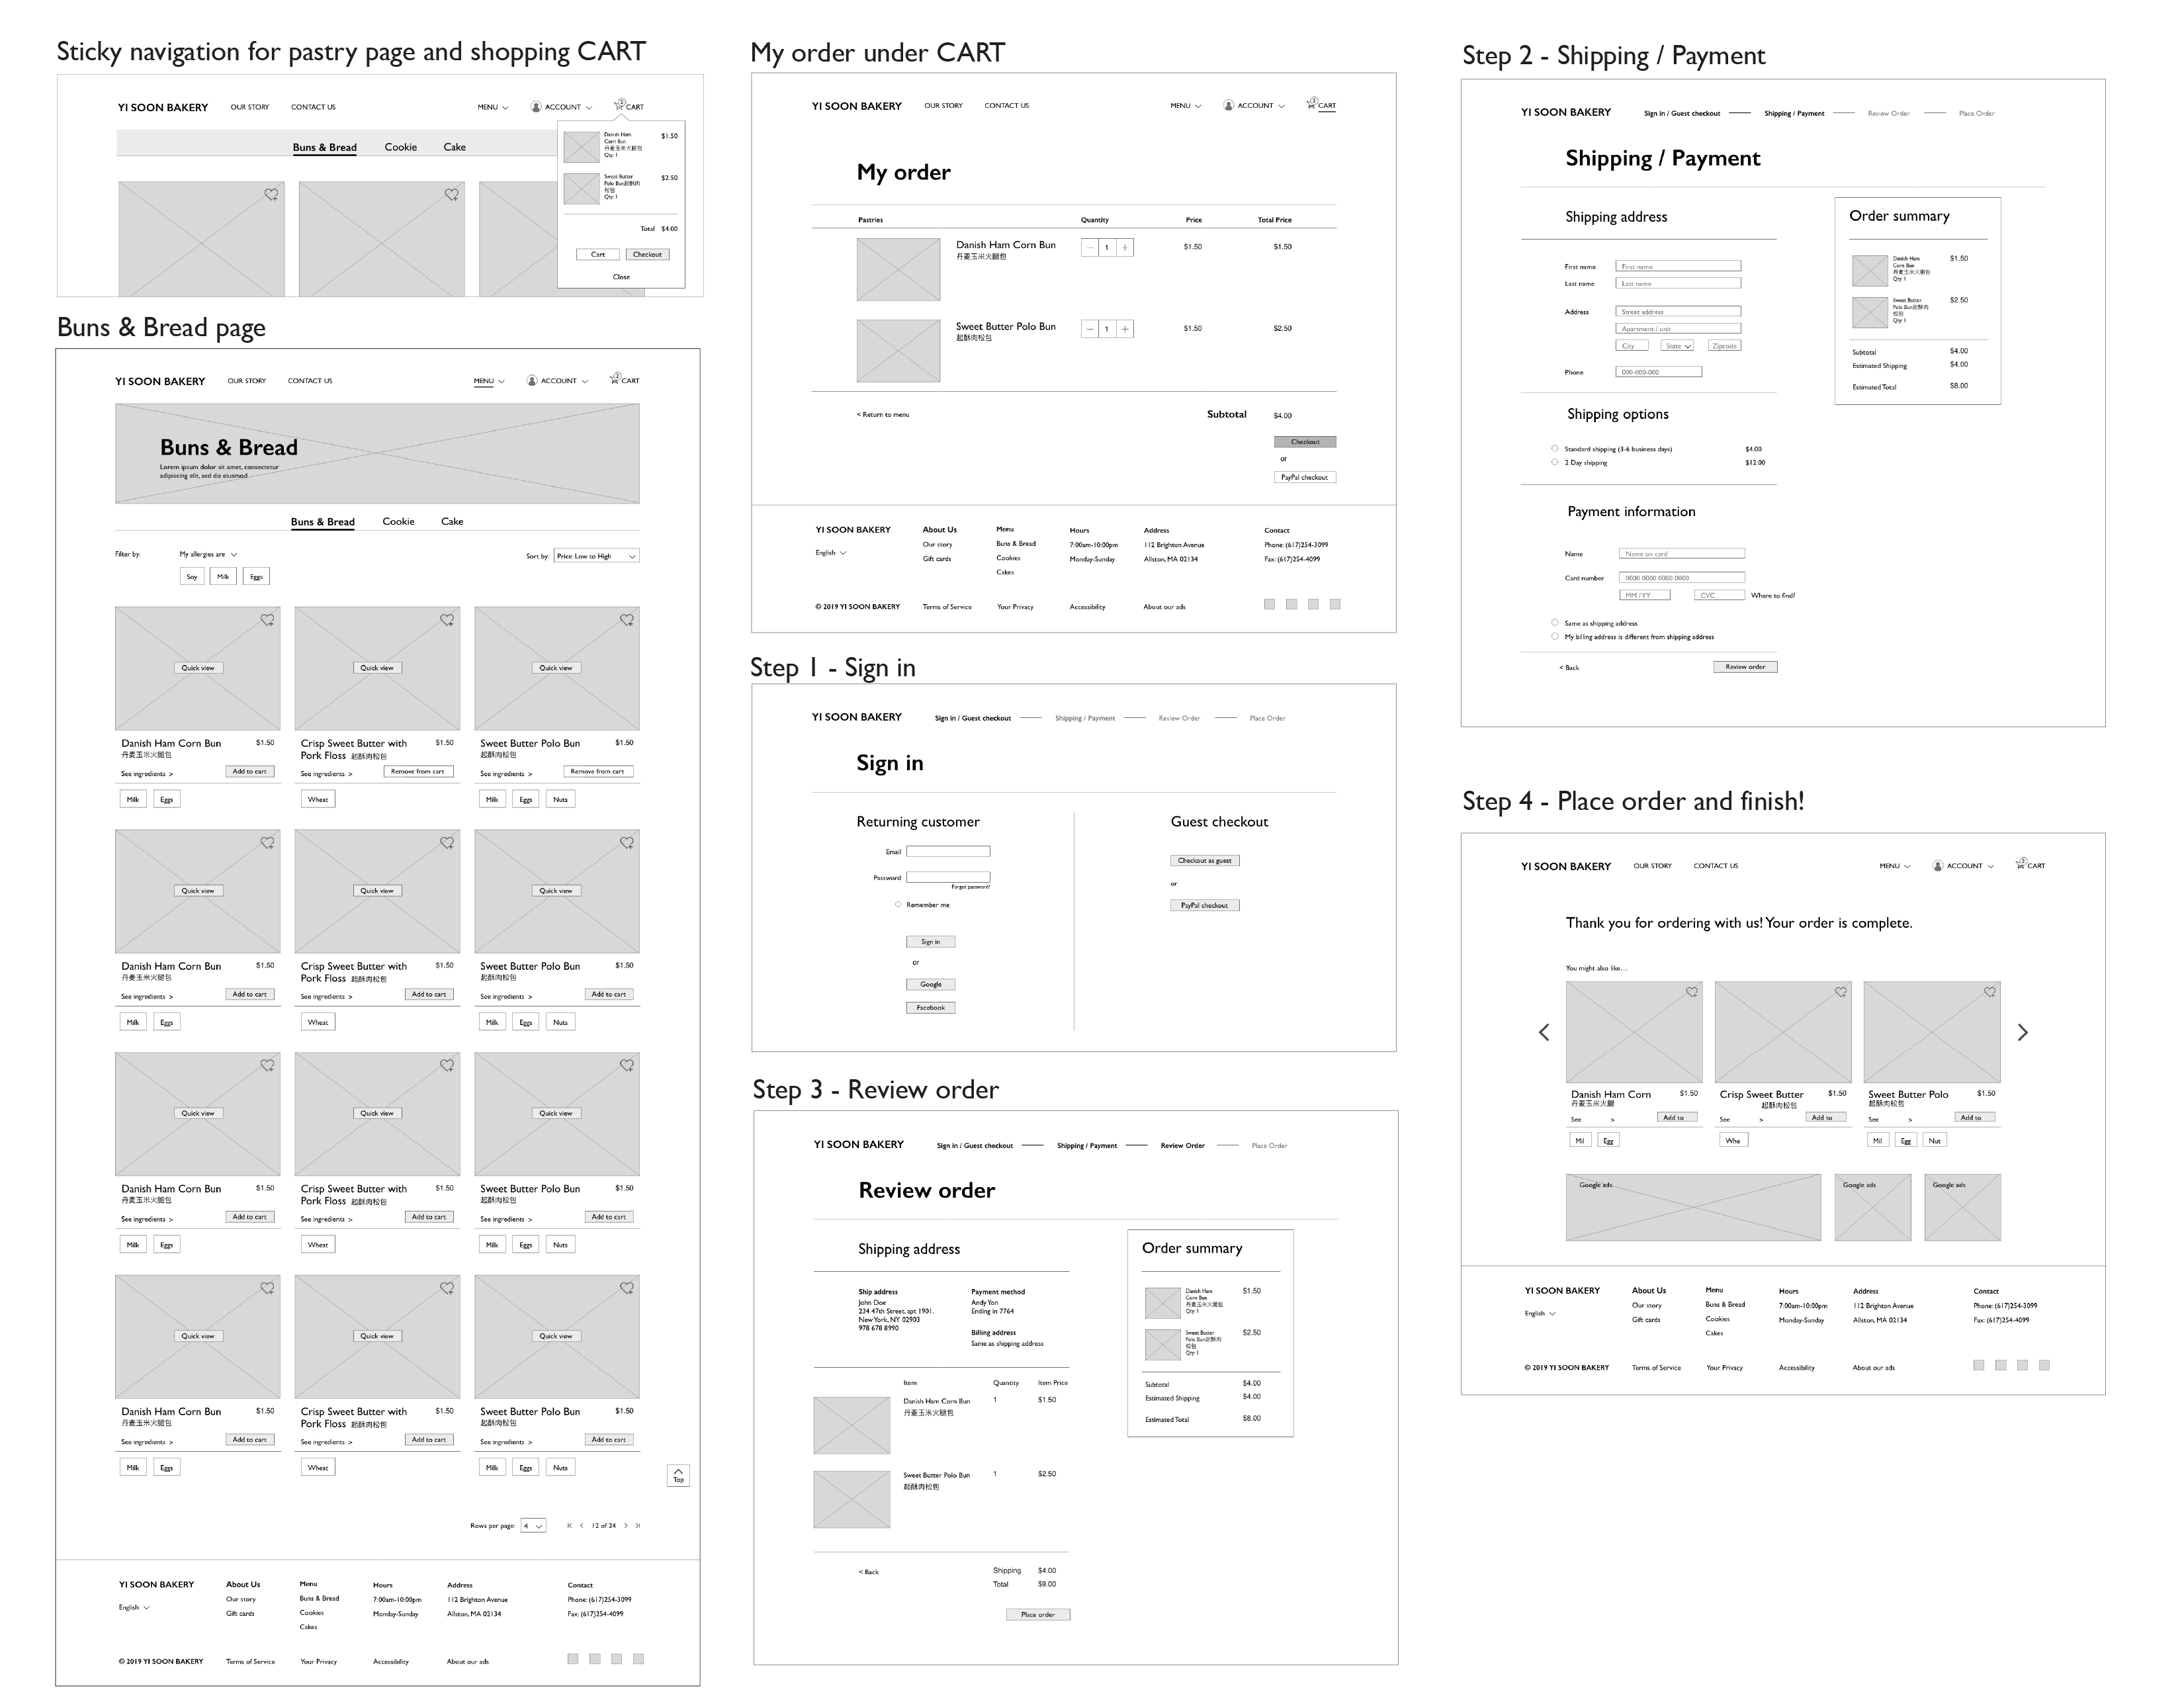 Sticky navigation for pastry page and shopping CART
YI SOON BAKERY OUR STORY CONTACT US MENU ACCOUNT 2 CART
Buns & Bread Cookie Cake
Danish Ham
Corn Bun
丹麦玉米火腿包
Qty: 1
$1.50
Sweet Butter
Polo Bun起酥肉
松包
Qty: 1
$2.50
Total $4.00
Cart Checkout
Close
Buns & Bread page
YI SOON BAKERY OUR STORY CONTACT US MENU ACCOUNT 2 CART
Buns & Bread
Lorem ipsum dolor sit amet, consectetur
adipiscing elit, sed do eiusmod
Buns & Bread Cookie Cake
Filter by: My allergies are Sort by: Price: Low to High
Soy Milk Eggs
Quick view Quick view Quick view
Danish Ham Corn Bun $1.50 Crisp Sweet Butter with $1.50 Sweet Butter Polo Bun $1.50
丹麦玉米火腿包 Pork Floss 起酥肉松包 起酥肉松包
See ingredients > Add to cart See ingredients > Remove from cart See ingredients > Remove from cart
Milk Eggs Wheat Milk Eggs Nuts
Quick view Quick view Quick view
Danish Ham Corn Bun $1.50 Crisp Sweet Butter with $1.50 Sweet Butter Polo Bun $1.50
丹麦玉米火腿包 Pork Floss 起酥肉松包 起酥肉松包
See ingredients > Add to cart See ingredients > Add to cart See ingredients > Add to cart
Milk Eggs Wheat Milk Eggs Nuts
Quick view Quick view Quick view
Danish Ham Corn Bun $1.50 Crisp Sweet Butter with $1.50 Sweet Butter Polo Bun $1.50
丹麦玉米火腿包 Pork Floss 起酥肉松包 起酥肉松包
See ingredients > Add to cart See ingredients > Add to cart See ingredients > Add to cart
Milk Eggs Wheat Milk Eggs Nuts
Quick view Quick view Quick view
Danish Ham Corn Bun $1.50 Crisp Sweet Butter with $1.50 Sweet Butter Polo Bun $1.50
丹麦玉米火腿包 Pork Floss 起酥肉松包 起酥肉松包
See ingredients > Add to cart See ingredients > Add to cart See ingredients > Add to cart
Milk Eggs Wheat Milk Eggs Nuts
Top
Rows per page: 4 12 of 24
YI SOON BAKERY About Us Menu Hours Address Contact
Our story Buns & Bread 7:00am-10:00pm 112 Brighton Avenue Phone: (617)254-3099
English Gift cards Cookies Monday-Sunday Allston, MA 02134 Fax: (617)254-4099
Cakes
© 2019 YI SOON BAKERY Terms of Service Your Privacy Accessibility About our ads
My order under CART
YI SOON BAKERY OUR STORY CONTACT US MENU ACCOUNT 2 CART
My order
Pastries Quantity Price Total Price
Danish Ham Corn Bun − 1 + $1.50 $1.50
丹麦玉米火腿包
Sweet Butter Polo Bun − 1 + $1.50 $2.50
起酥肉松包
< Return to menu Subtotal $4.00
Checkout
or
PayPal checkout
YI SOON BAKERY About Us Menu Hours Address Contact
Our story Buns & Bread 7:00am-10:00pm 112 Brighton Avenue Phone: (617)254-3099
English Gift cards Cookies Monday-Sunday Allston, MA 02134 Fax: (617)254-4099
Cakes
© 2019 YI SOON BAKERY Terms of Service Your Privacy Accessibility About our ads
Step 1 - Sign in
YI SOON BAKERY Sign in / Guest checkout Shipping / Payment Review Order Place Order
Sign in
Returning customer
Email
Password
Forgot password?
Remember me
Sign in
or
Google
Facebook
Guest checkout
Checkout as guest
or
PayPal checkout
Step 3 - Review order
YI SOON BAKERY Sign in / Guest checkout Shipping / Payment Review Order Place Order
Review order
Shipping address
Ship address
John Doe
234 47th Street, apt 1901,
New York, NY 02903
978 678 8990
Payment method
Andy Yon
Ending in 7764
Billing address
Same as shipping address
Item Quantity Item Price
Danish Ham Corn Bun 1 $1.50
丹麦玉米火腿包
Sweet Butter Polo Bun 1 $2.50
起酥肉松包
< Back Shipping $4.00
Total $9.00
Place order
Order summary
Danish Ham
Corn Bun
丹麦玉米火腿包
Qty: 1
$1.50
Sweet Butter
Polo Bun起酥肉
松包
Qty: 1
$2.50
Subtotal $4.00
Estimated Shipping $4.00
Estimated Total $8.00
Step 2 - Shipping / Payment
YI SOON BAKERY Sign in / Guest checkout Shipping / Payment Review Order Place Order
Shipping / Payment
Shipping address
First name First name
Last name Last name
Address Street address
Apartment / unit
City State Zipcode
Phone 000-000-000
Shipping options
Standard shipping (3-6 business days) $4.00
2 Day shipping $12.00
Payment information
Name Name on card
Card number 0000 0000 0000 0000
MM / YY CVC Where to find?
Same as shipping address
My billing address is different from shipping address
< Back Review order
Order summary
Danish Ham
Corn Bun
丹麦玉米火腿包
Qty: 1
$1.50
Sweet Butter
Polo Bun起酥肉
松包
Qty: 1
$2.50
Subtotal $4.00
Estimated Shipping $4.00
Estimated Total $8.00
Step 4 - Place order and finish!
YI SOON BAKERY OUR STORY CONTACT US MENU ACCOUNT 2 CART
Thank you for ordering with us! Your order is complete.
You might also like...
Danish Ham Corn $1.50 Crisp Sweet Butter $1.50 Sweet Butter Polo $1.50
丹麦玉米火腿 起酥肉松包 起酥肉松包
See > Add to See > Add to See > Add to
Mil Egg Whe Mil Egg Nut
Google ads Google ads Google ads
YI SOON BAKERY About Us Menu Hours Address Contact
Our story Buns & Bread 7:00am-10:00pm 112 Brighton Avenue Phone: (617)254-3099
English Gift cards Cookies Monday-Sunday Allston, MA 02134 Fax: (617)254-4099
Cakes
© 2019 YI SOON BAKERY Terms of Service Your Privacy Accessibility About our ads